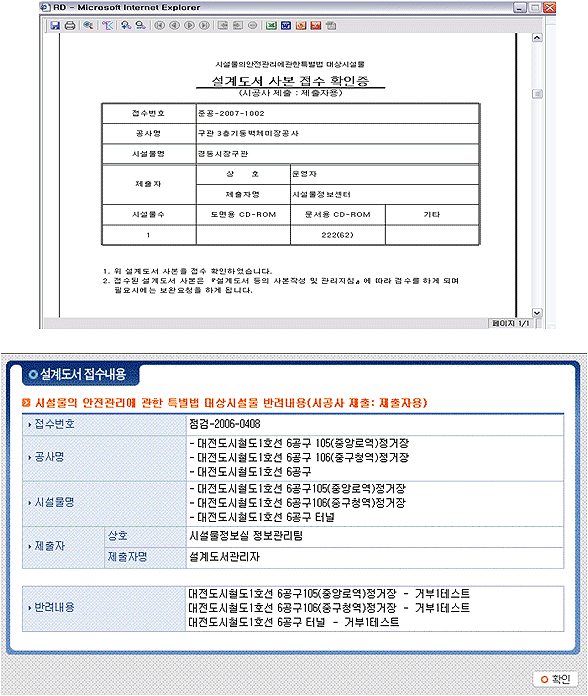 RD - Microsoft Internet Explorer
시설물의안전관리에관한특별법 대상시설물
설계도서 사본 접수 확인증
(시공사 제출 : 제출자용)
접수번호 준공-2007-1002
공사명 구관 3층기둥벽체미장공사
시설물명 경동시장구관
제출자 상 호 운영자
제출자명 시설물정보센터
시설물수 도면용 CD-ROM 문서용 CD-ROM 기타
1 222(62)
1. 위 설계도서 사본을 접수 확인하였습니다.
2. 접수된 설계도서 사본은 『설계도서 등의 사본작성 및 관리지침』에 따라 검수를 하게 되며
필요시에는 보완요청을 하게 됩니다.
페이지 1/1
설계도서 접수내용
시설물의 안전관리에 관한 특별법 대상시설물 반려내용(시공사 제출: 제출자용)
접수번호 점검-2006-0408
공사명
- 대전도시철도1호선 6공구 105(중앙로역)정거장
- 대전도시철도1호선 6공구 106(중구청역)정거장
- 대전도시철도1호선 6공구
시설물명
- 대전도시철도1호선 6공구105(중앙로역)정거장
- 대전도시철도1호선 6공구106(중구청역)정거장
- 대전도시철도1호선 6공구 터널
제출자 상호 시설물정보실 정보관리팀
제출자명 설계도서관리자
반려내용
대전도시철도1호선 6공구105(중앙로역)정거장 - 거부1테스트
대전도시철도1호선 6공구106(중구청역)정거장 - 거부1테스트
대전도시철도1호선 6공구 터널 - 거부1테스트
확인